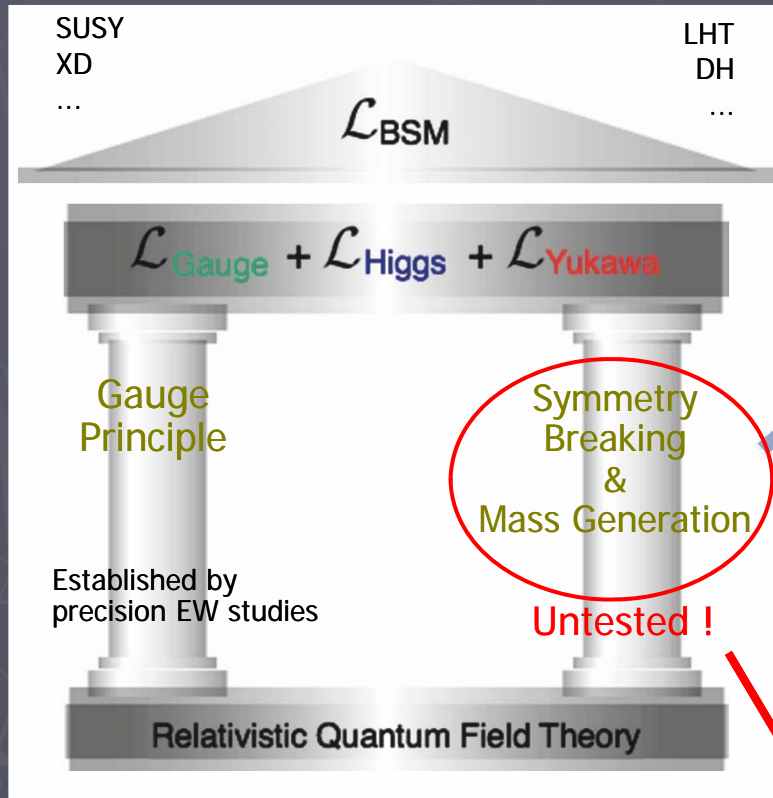 SUSY
XD
...
LHT
DH
...
ℒBSM
ℒGauge + ℒHiggs + ℒYukawa
Gauge
Principle
Symmetry
Breaking
&
Mass Generation
Established by
precision EW studies
Untested !
Relativistic Quantum Field Theory